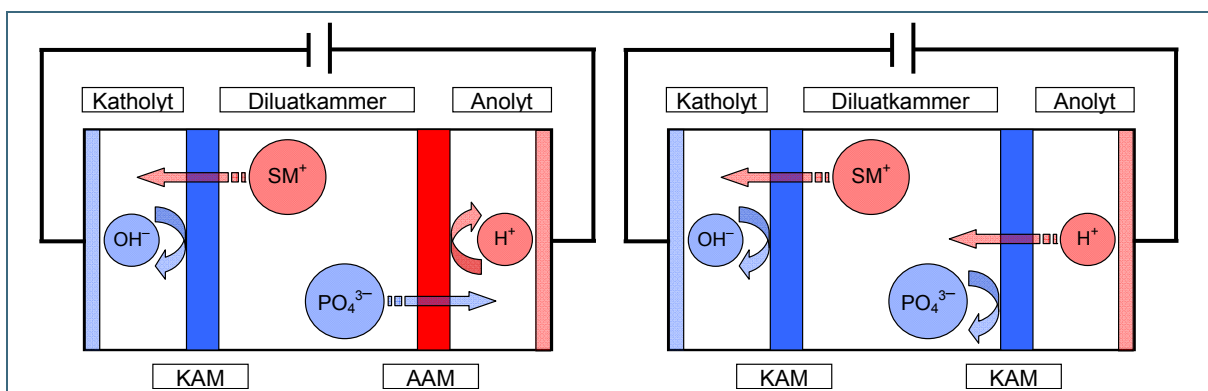 Katholyt Diluatkammer Anolyt
SM⁺
OH⁻
H⁺
PO₄³⁻
KAM AAM
Katholyt Diluatkammer Anolyt
SM⁺
OH⁻
H⁺
PO₄³⁻
KAM KAM